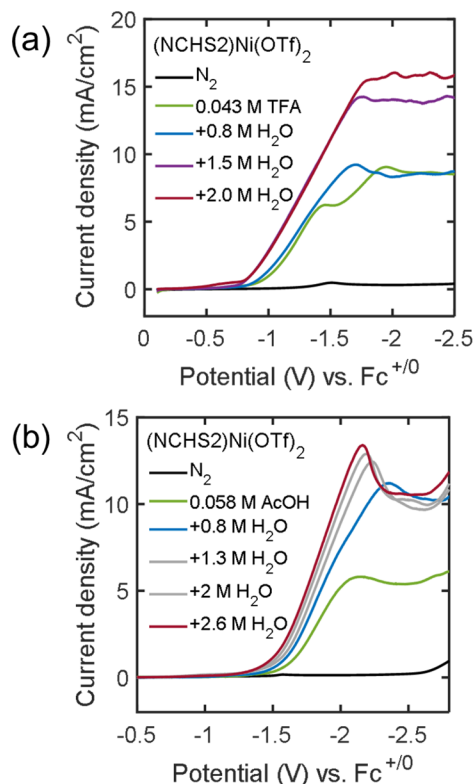 (a)
(NCHS2)Ni(OTf)2
N2
0.043 M TFA
+0.8 M H2O
+1.5 M H2O
+2.0 M H2O
Current density (mA/cm2)
20
15
10
5
0
0 -0.5 -1 -1.5 -2 -2.5
Potential (V) vs. Fc+/0
(b)
(NCHS2)Ni(OTf)2
N2
0.058 M AcOH
+0.8 M H2O
+1.3 M H2O
+2 M H2O
+2.6 M H2O
Current density (mA/cm2)
15
10
5
0
-0.5 -1 -1.5 -2 -2.5
Potential (V) vs. Fc+/0